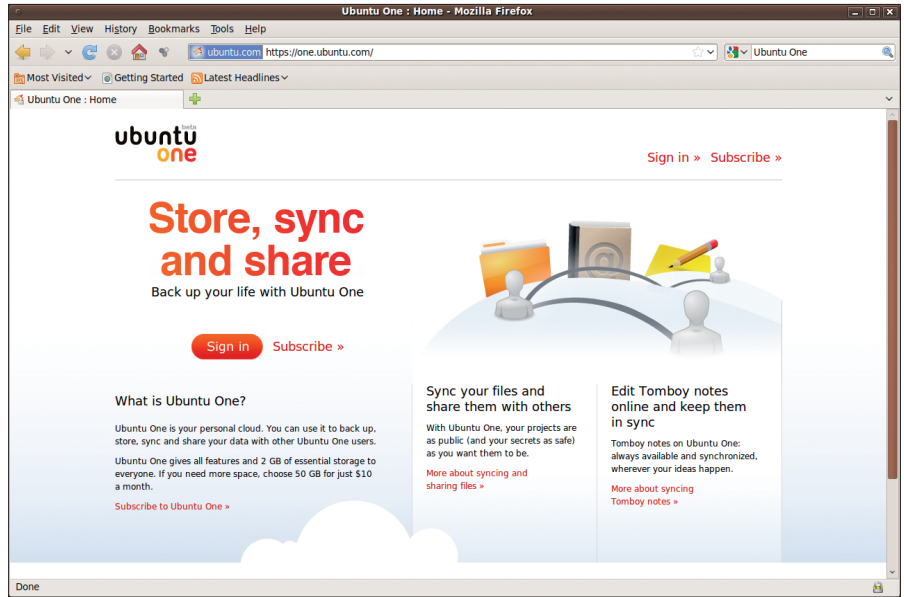 Ubuntu One : Home - Mozilla Firefox
File Edit View History Bookmarks Tools Help
ubuntu.com https://one.ubuntu.com/
Ubuntu One
Most Visited Getting Started Latest Headlines
Ubuntu One : Home
ubuntu
beta
one
Sign in » Subscribe »
Store, sync
and share
Back up your life with Ubuntu One
Sign in Subscribe »
What is Ubuntu One?
Ubuntu One is your personal cloud. You can use it to back up,
store, sync and share your data with other Ubuntu One users.
Ubuntu One gives all features and 2 GB of essential storage to
everyone. If you need more space, choose 50 GB for just $10
a month.
Subscribe to Ubuntu One »
Sync your files and
share them with others
With Ubuntu One, your projects are
as public (and your secrets as safe)
as you want them to be.
More about syncing and
sharing files »
Edit Tomboy notes
online and keep them
in sync
Tomboy notes on Ubuntu One:
always available and synchronized,
wherever your ideas happen.
More about syncing
Tomboy notes »
Done